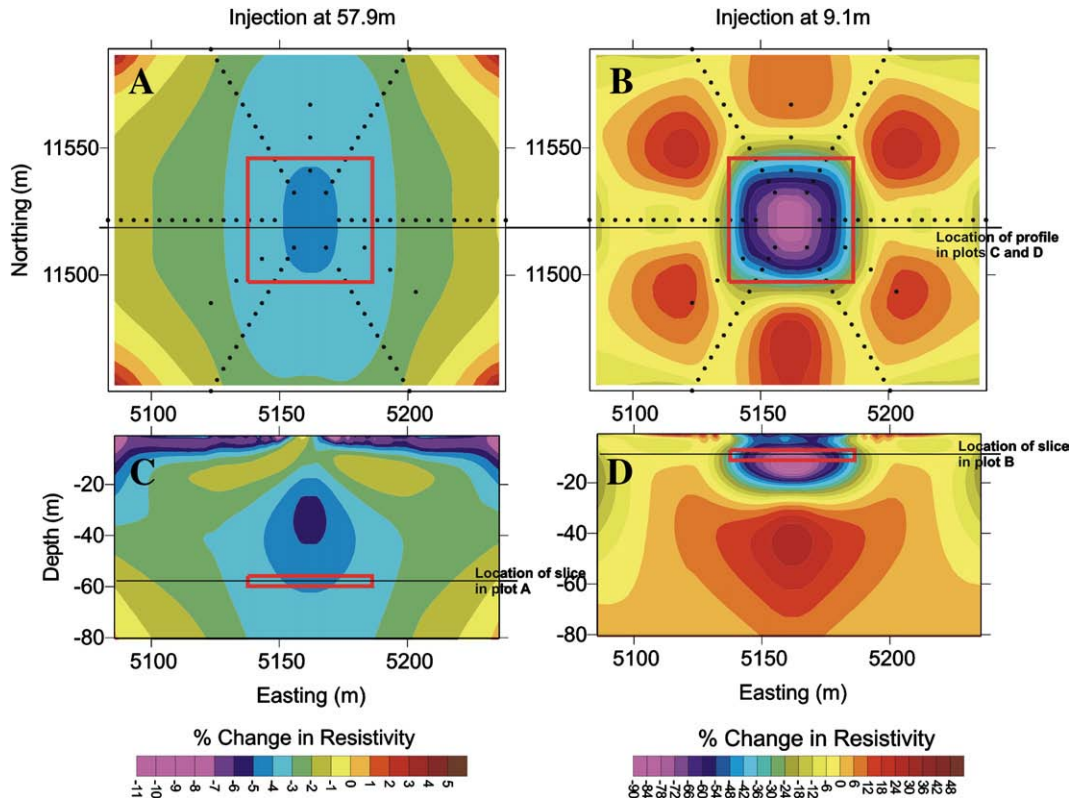 Injection at 57.9m
Injection at 9.1m
A
B
11550
11500
Northing (m)
11550
11500
Location of profile
in plots C and D
5100 5150 5200
5100 5150 5200
C
D
-20
-40
-60
-80
Depth (m)
Location of slice
in plot A
-20
-40
-60
-80
Location of slice
in plot B
5100 5150 5200
5100 5150 5200
Easting (m)
Easting (m)
% Change in Resistivity
% Change in Resistivity
-11 -10 -9 -8 -7 -6 -5 -4 -3 -2 -1 0 1 2 3 4 5
-90 -84 -78 -72 -66 -60 -54 -48 -42 -36 -30 -24 -18 -12 -6 0 6 12 18 24 30 36 42 48